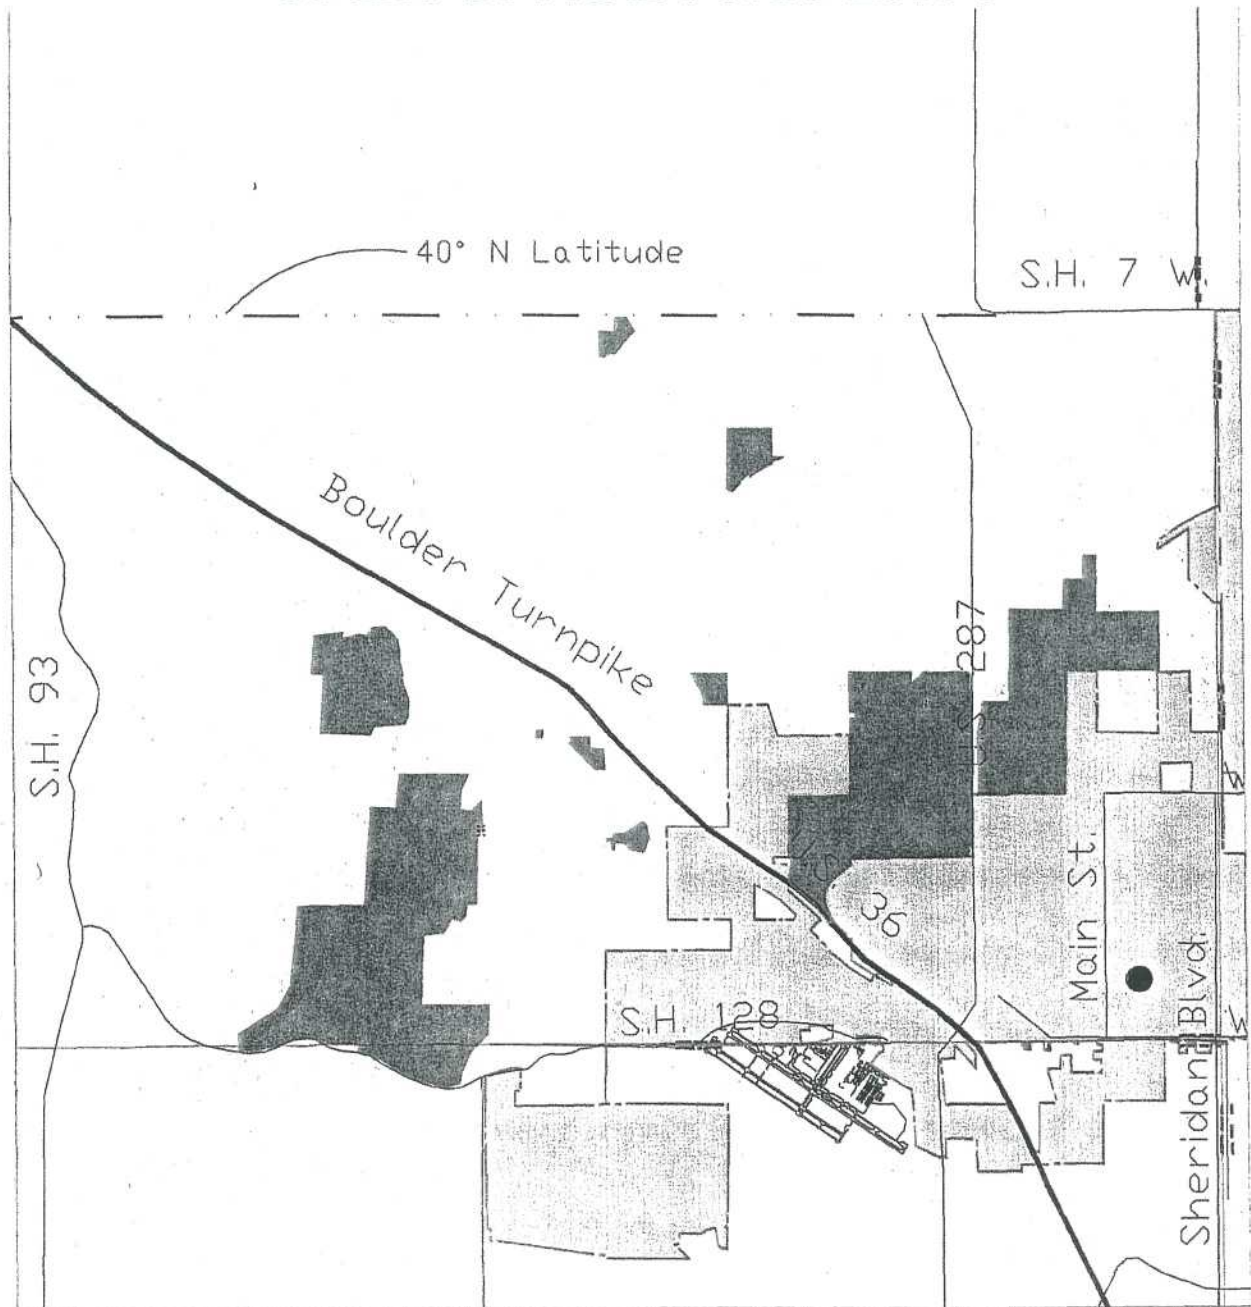 40° N Latitude
S.H. 7 W.
Boulder Turnpike
US 287
S.H. 93
US 36
Main St.
S.H. 128
Sheridan Blvd.